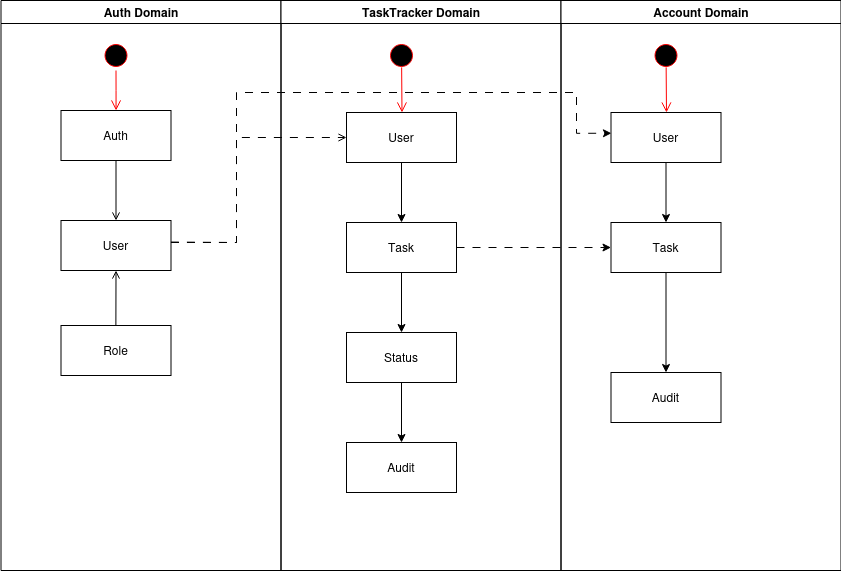 Auth Domain
TaskTracker Domain
Account Domain
Auth
User
Role
User
Task
Status
Audit
User
Task
Audit